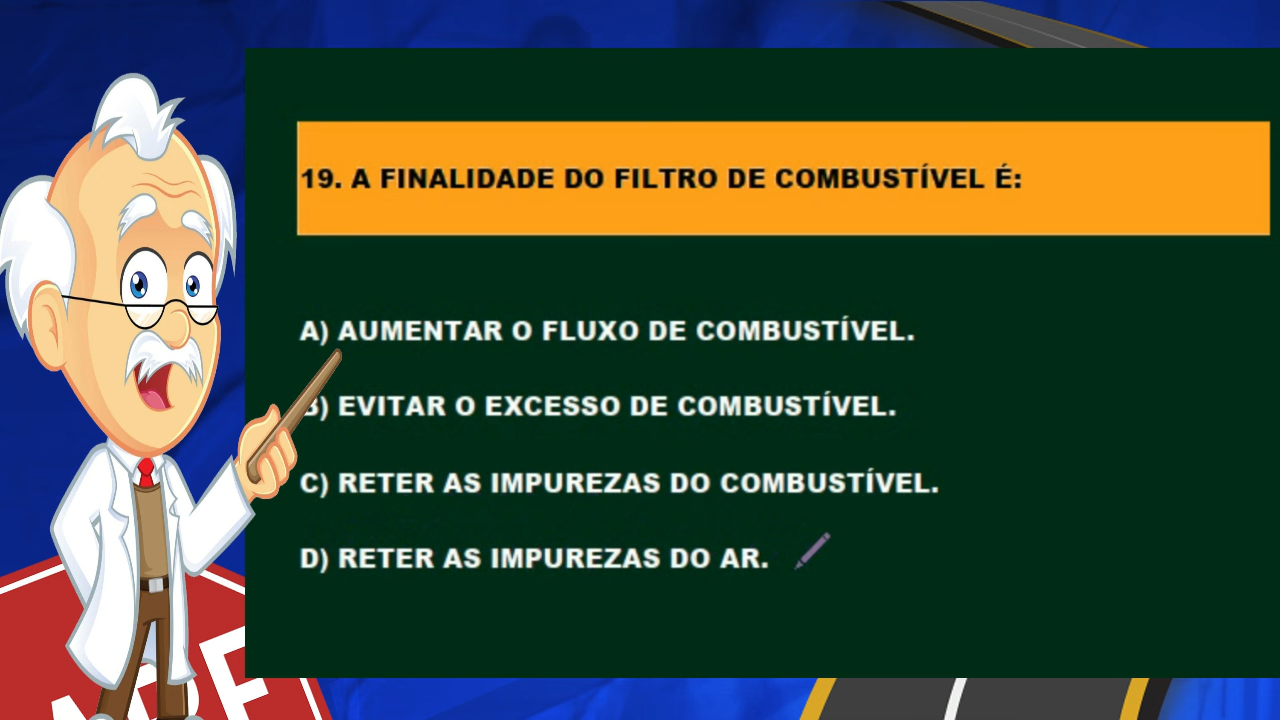 19. A FINALIDADE DO FILTRO DE COMBUSTÍVEL É:
A) AUMENTAR O FLUXO DE COMBUSTÍVEL.
B) EVITAR O EXCESSO DE COMBUSTÍVEL.
C) RETER AS IMPUREZAS DO COMBUSTÍVEL.
D) RETER AS IMPUREZAS DO AR.